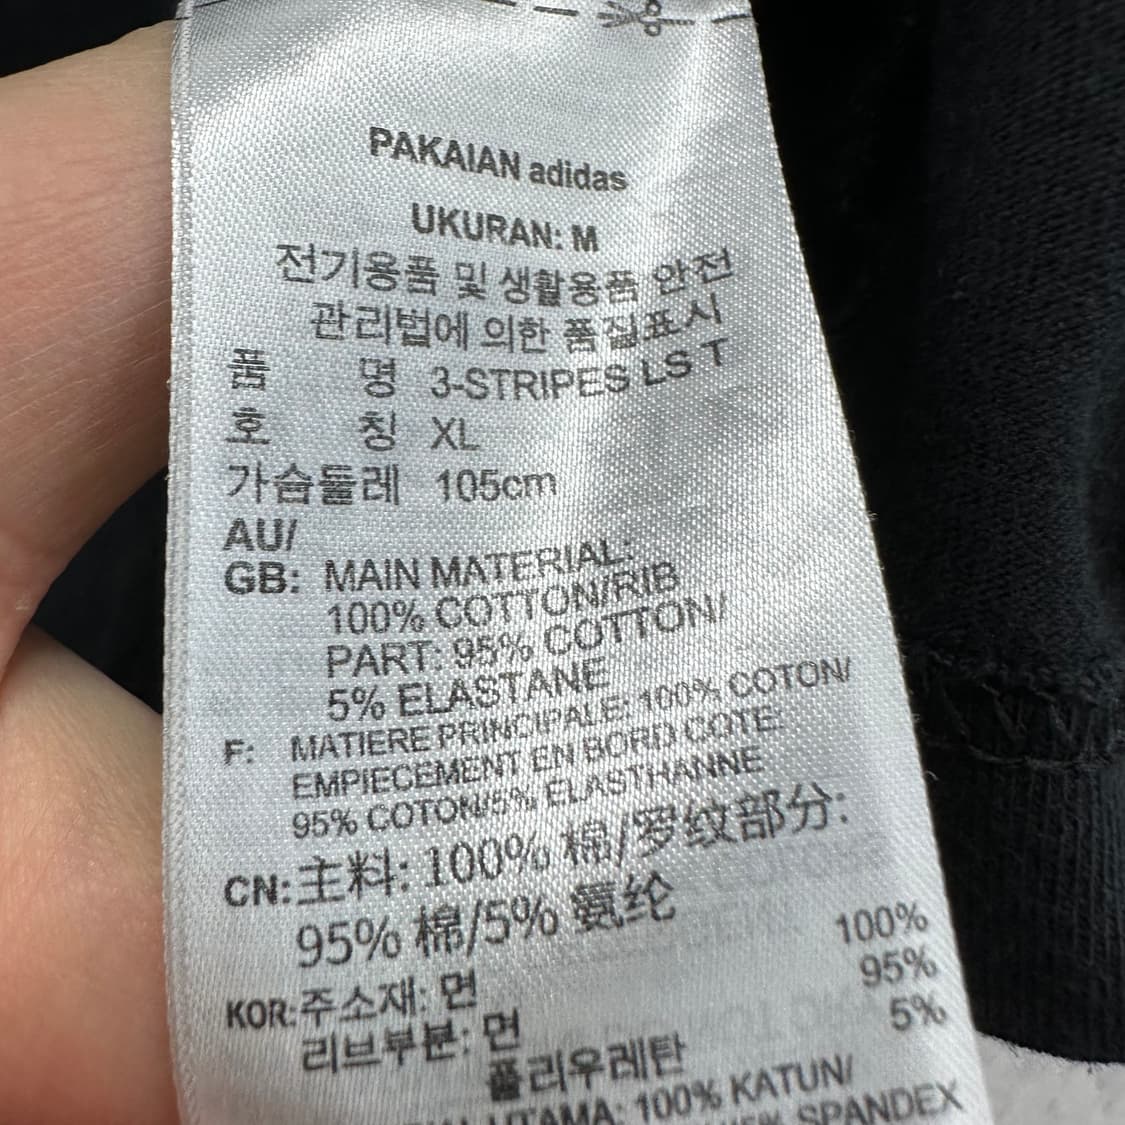 PAKAIAN adidas
UKURAN: M
전기용품 및 생활용품 안전
관리법에 의한 품질표시
품 명 3-STRIPES LS T
호 칭 XL
가슴둘레 105cm
AU/
GB: MAIN MATERIAL:
100% COTTON/RIB
PART: 95% COTTON/
5% ELASTANE
F: MATIERE PRINCIPALE: 100% COTON/
EMPIECEMENT EN BORD COTE:
95% COTON/5% ELASTHANNE
CN: 主料: 100% 棉/罗纹部分:
95% 棉/5% 氨纶
KOR: 주소재: 면 100%
리브부분: 면 95%
폴리우레탄 5%
UTAMA: 100% KATUN/
SPANDEX